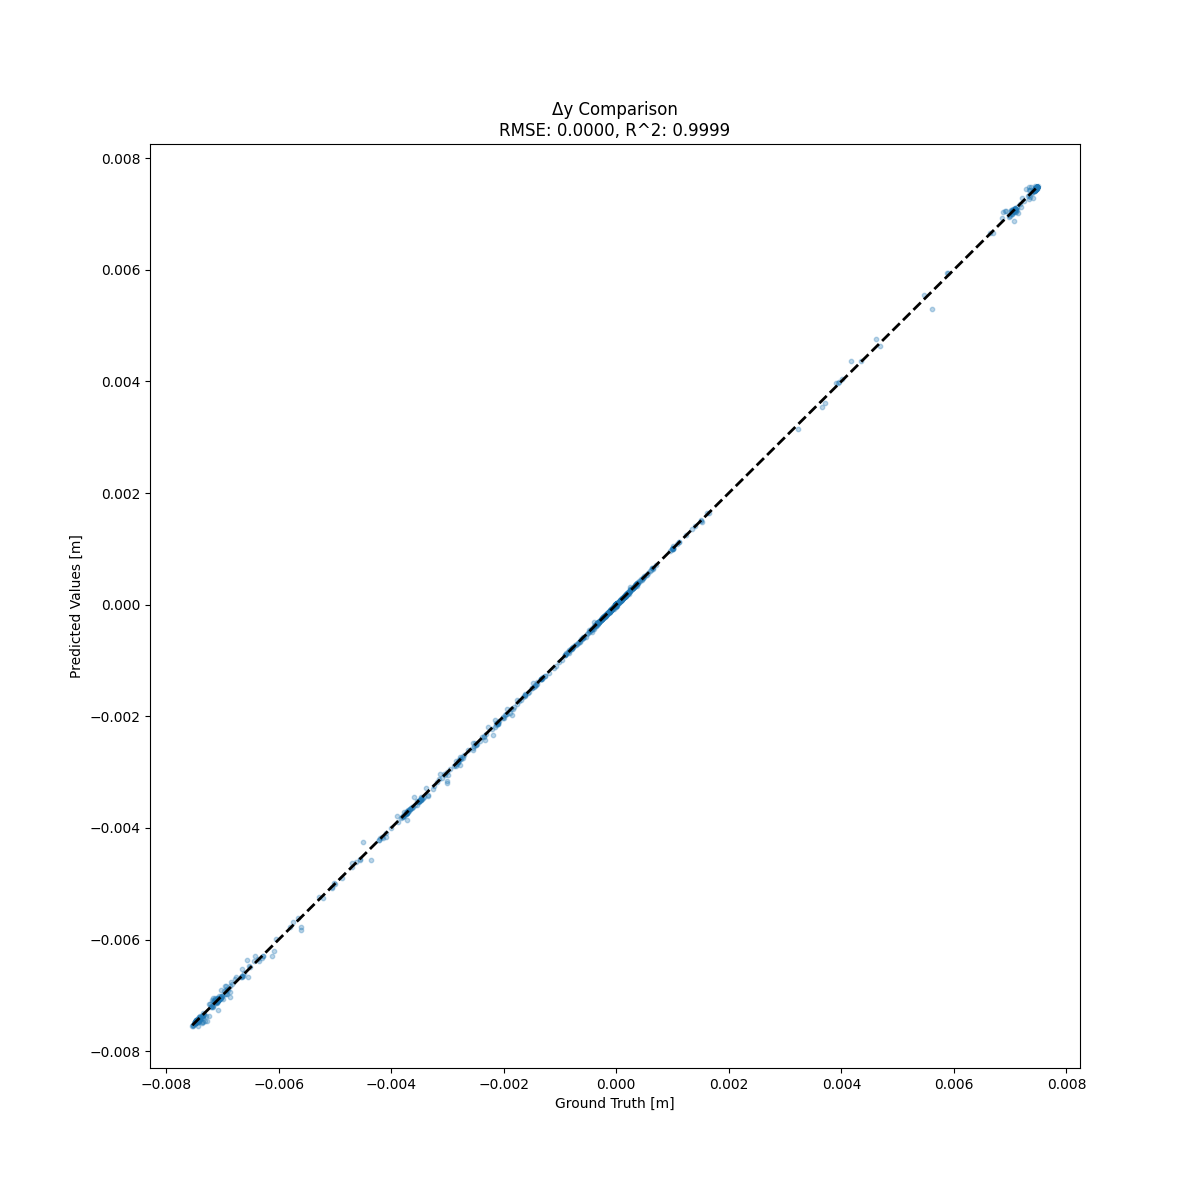 Δy Comparison
RMSE: 0.0000, R^2: 0.9999
0.008
0.006
0.004
0.002
0.000
−0.002
−0.004
−0.006
−0.008
Predicted Values [m]
−0.008 −0.006 −0.004 −0.002 0.000 0.002 0.004 0.006 0.008
Ground Truth [m]